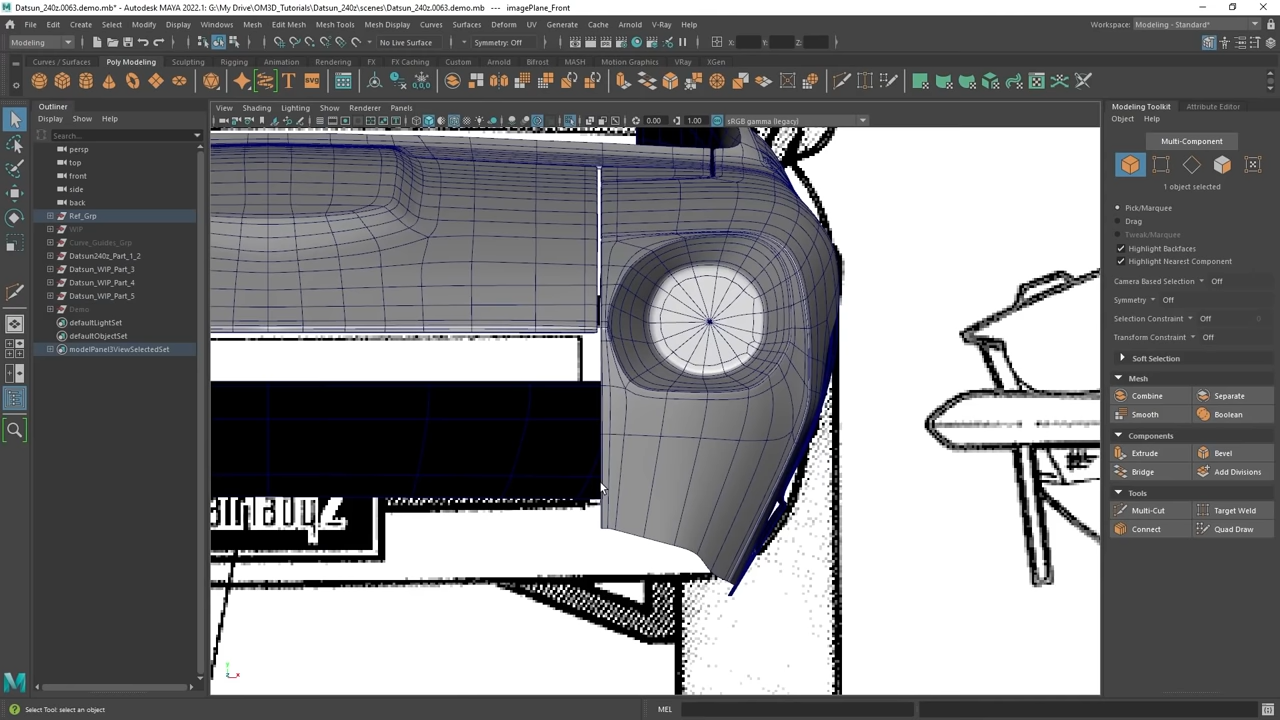 Datsun_240z.0063.demo.mb* - Autodesk MAYA 2022.1: G:\My Drive\OM3D_Tutorials\Datsun_240z\scenes\Datsun_240z.0063.demo.mb --- imagePlane_Front
File Edit Create Select Modify Display Windows Mesh Edit Mesh Mesh Tools Mesh Display Curves Surfaces Deform UV Generate Cache Arnold V-Ray Help
Workspace: Modeling - Standard*
Modeling No Live Surface Symmetry: Off X: Y: Z:
Curves / Surfaces Poly Modeling Sculpting Rigging Animation Rendering FX FX Caching Custom Arnold Bifrost MASH Motion Graphics VRay XGen
Outliner
Display Show Help
Search...
persp
top
front
side
back
Ref_Grp
WIP
Curve_Guides_Grp
Datsun240z_Part_1_2
Datsun_WIP_Part_3
Datsun_WIP_Part_4
Datsun_WIP_Part_5
Demo
defaultLightSet
defaultObjectSet
modelPanel3ViewSelectedSet
View Shading Lighting Show Renderer Panels
0.00 1.00 sRGB gamma (legacy)
Modeling Toolkit Attribute Editor
Object Help
Multi-Component
1 object selected
Pick/Marquee
Drag
Tweak/Marquee
Highlight Backfaces
Highlight Nearest Component
Camera Based Selection Off
Symmetry Off
Selection Constraint Off 0
Transform Constraint Off
Soft Selection
Mesh
Combine Separate
Smooth Boolean
Components
Extrude Bevel
Bridge Add Divisions
Tools
Multi-Cut Target Weld
Connect Quad Draw
Select Tool: select an object
MEL